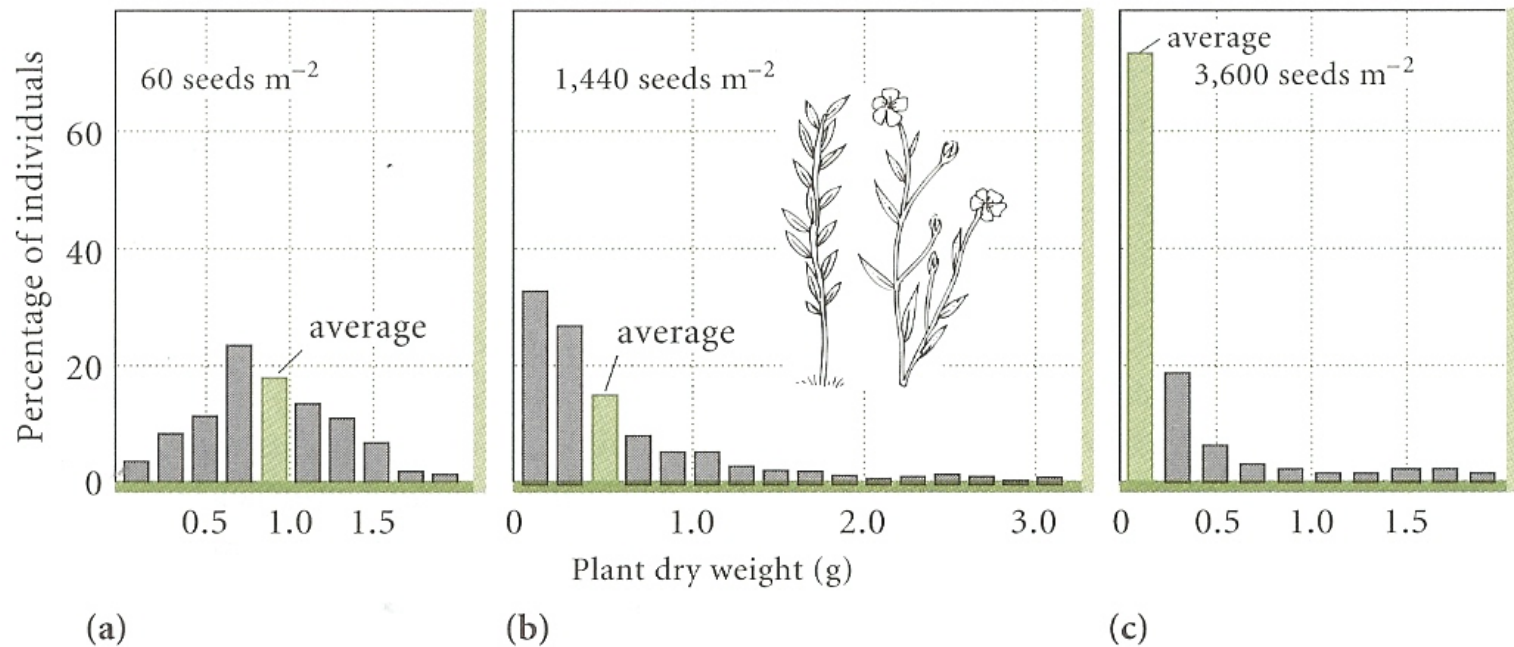 Percentage of individuals
60
40
20
0
60 seeds m⁻²
average
0.5 1.0 1.5
(a)
1,440 seeds m⁻²
average
0 1.0 2.0 3.0
Plant dry weight (g)
(b)
average
3,600 seeds m⁻²
0 0.5 1.0 1.5
(c)